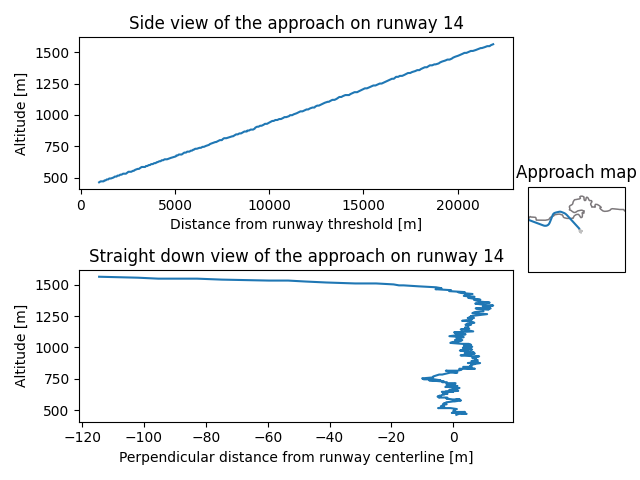 Side view of the approach on runway 14
1500
1250
1000
750
500
Altitude [m]
0 5000 10000 15000 20000
Distance from runway threshold [m]
Approach map
Straight down view of the approach on runway 14
1500
1250
1000
750
500
Altitude [m]
−120 −100 −80 −60 −40 −20 0
Perpendicular distance from runway centerline [m]